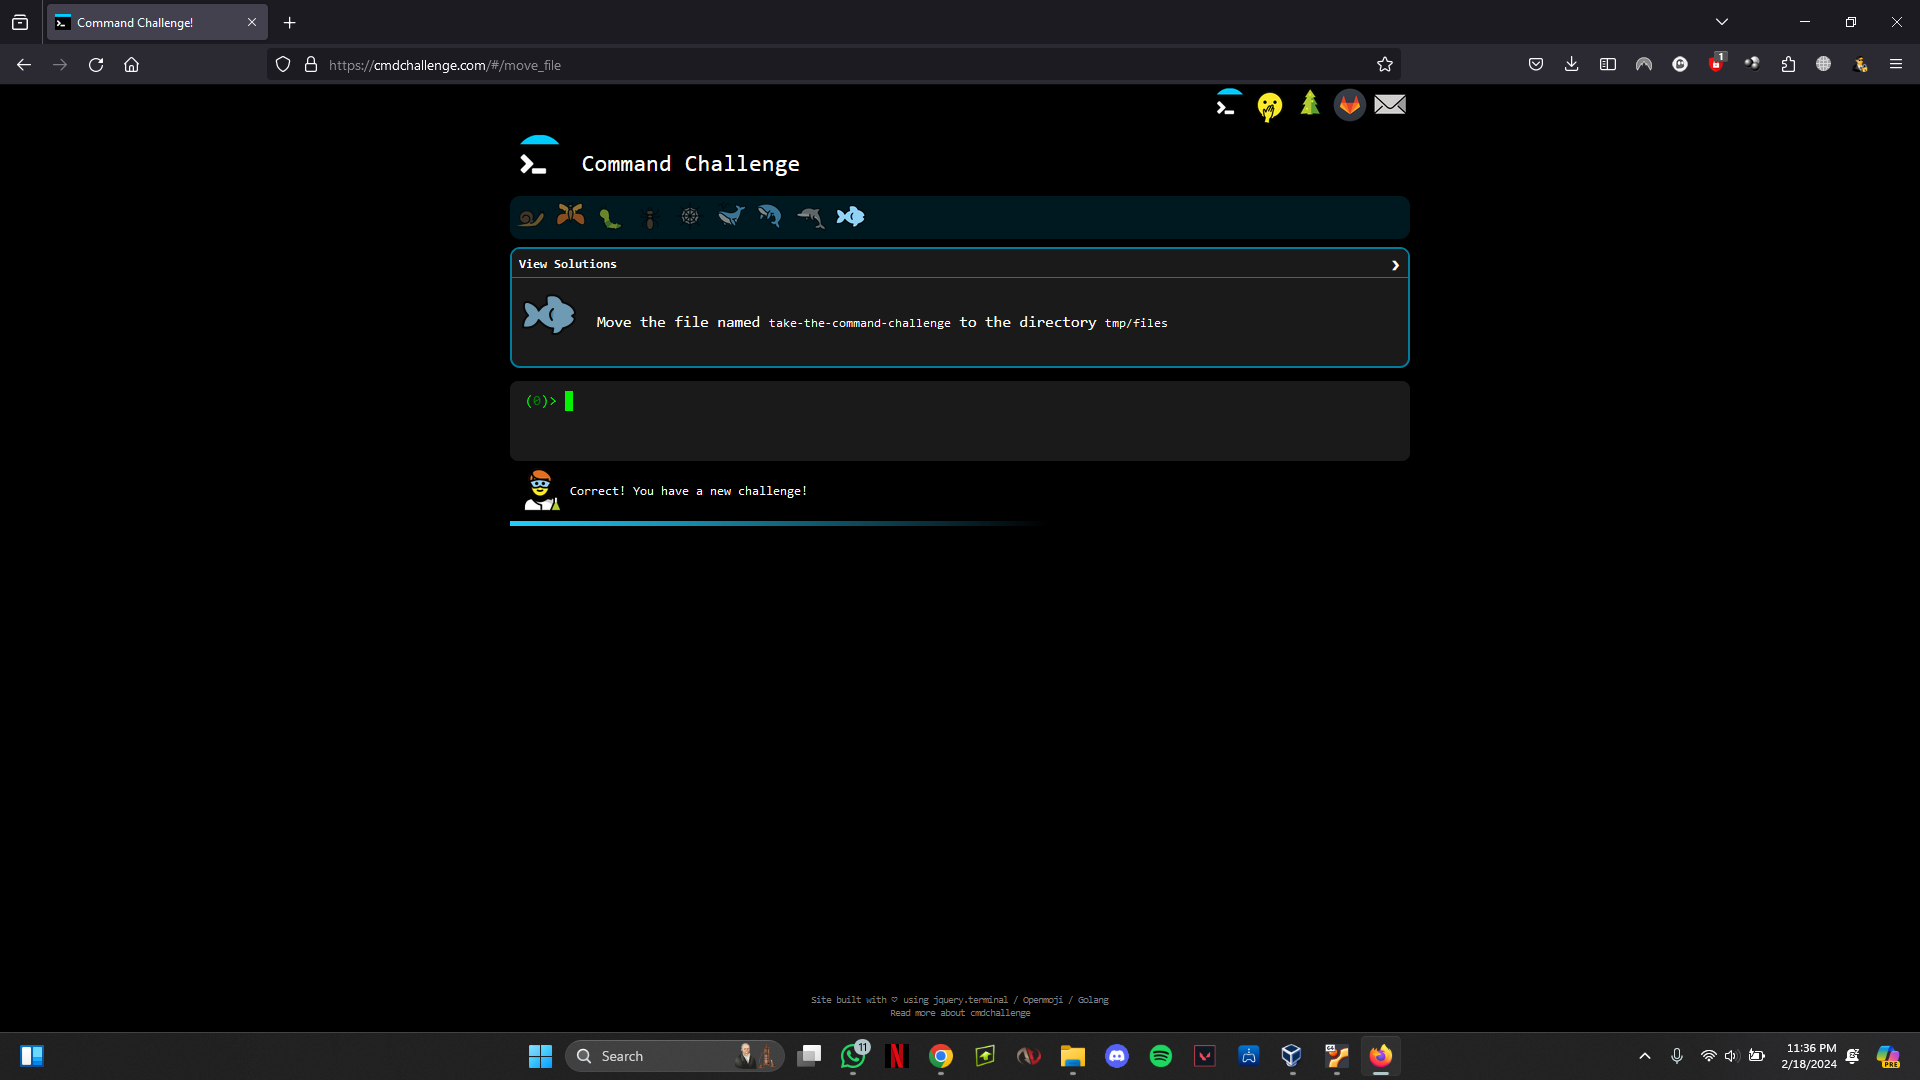 Command Challenge!
https://cmdchallenge.com/#/move_file
1
Command Challenge
View Solutions
Move the file named take-the-command-challenge to the directory tmp/files
(0)>
Correct! You have a new challenge!
Site built with ♡ using jquery.terminal / Openmoji / Golang
Read more about cmdchallenge
Search
11
11:36 PM
2/18/2024
PRE